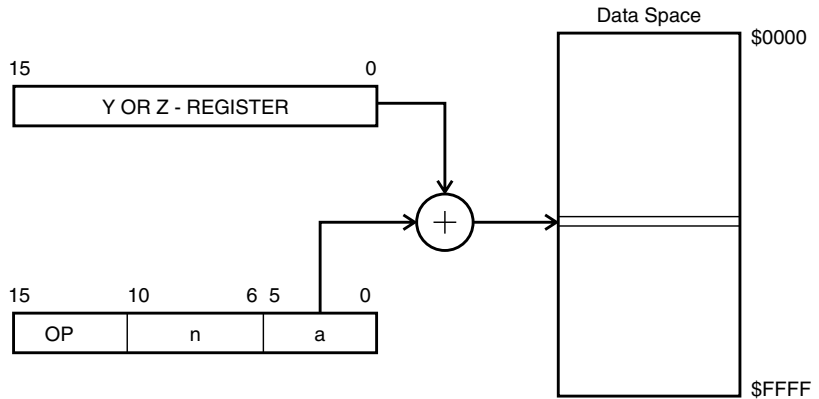 Data Space
$0000
15 0
Y OR Z - REGISTER
+
15 10 6 5 0
OP n a
$FFFF